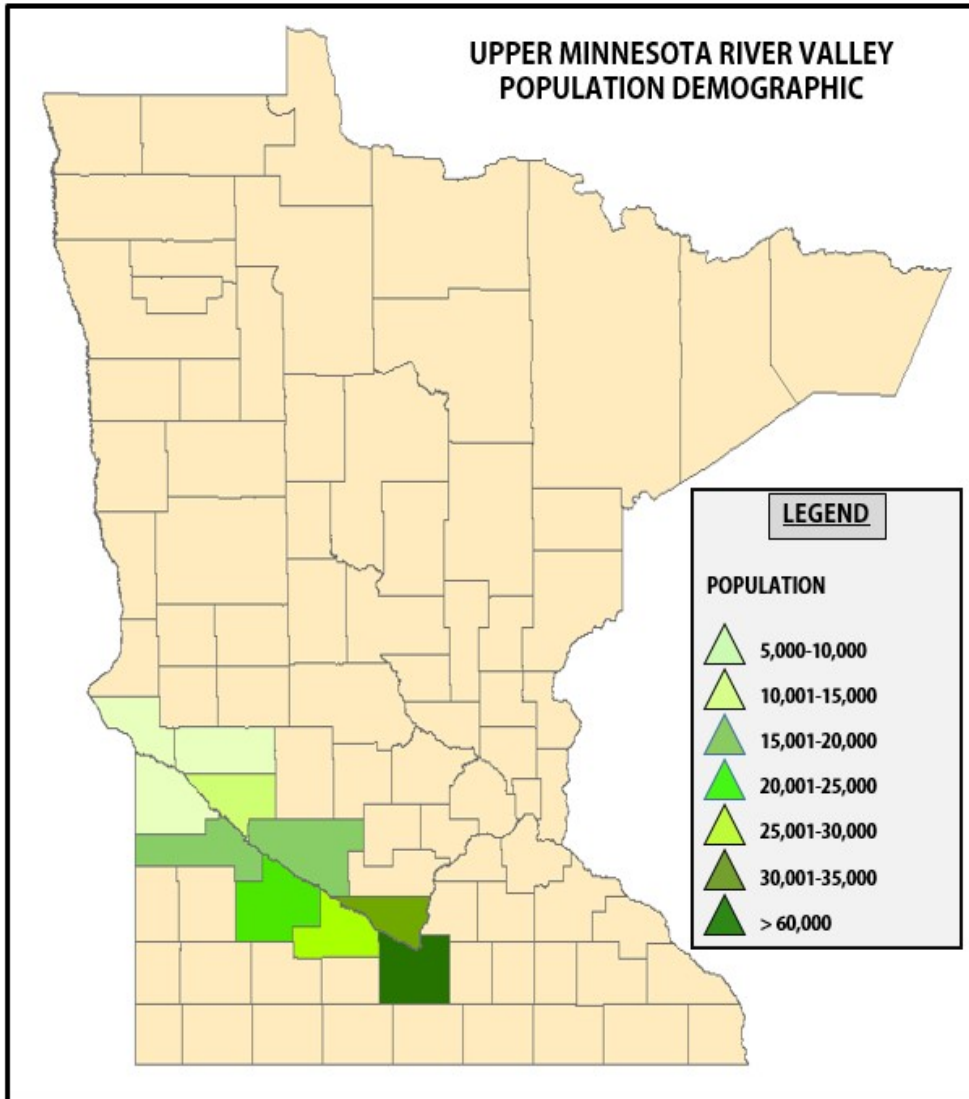 UPPER MINNESOTA RIVER VALLEY
POPULATION DEMOGRAPHIC
LEGEND
POPULATION
5,000-10,000
10,001-15,000
15,001-20,000
20,001-25,000
25,001-30,000
30,001-35,000
> 60,000